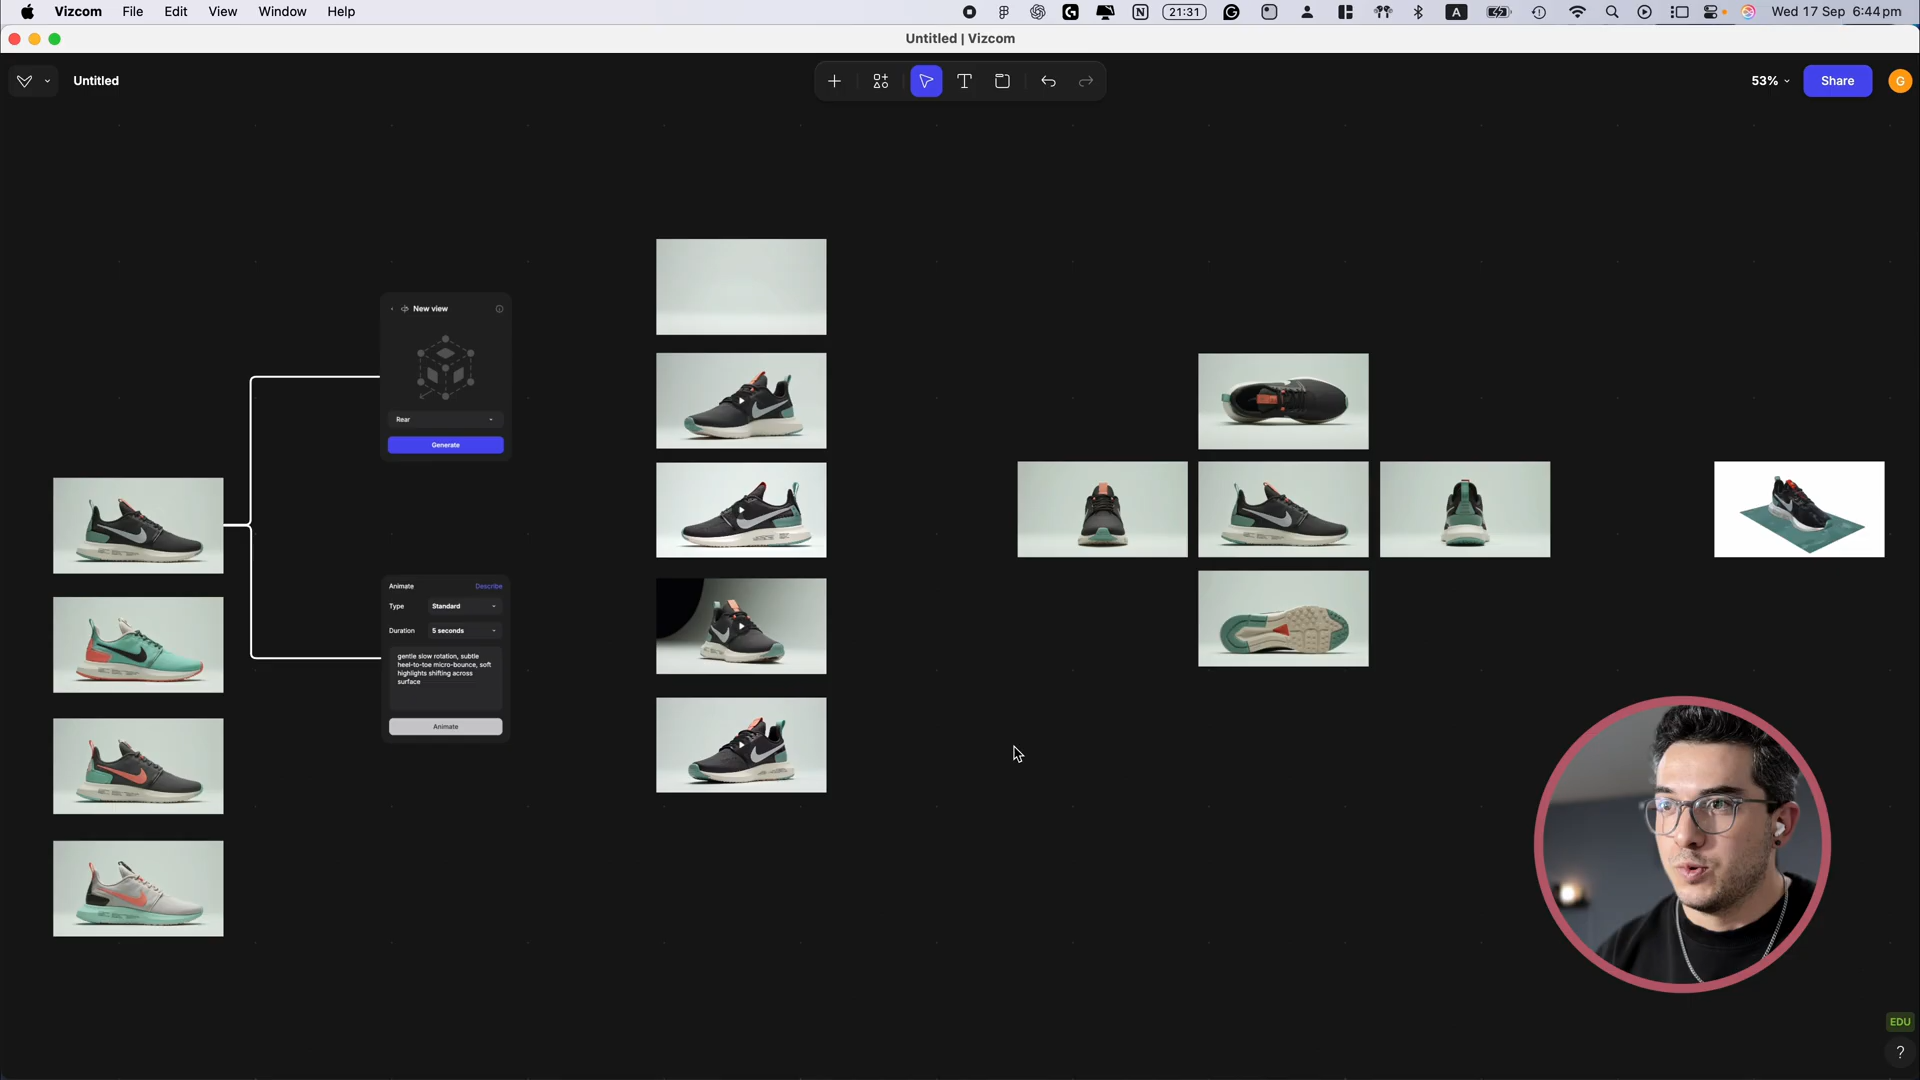 Vizcom File Edit View Window Help
21:31
A
Wed 17 Sep 6:44 pm
Untitled | Vizcom
Untitled
T
53%
Share
G
New view
Rear
Generate
Animate Describe
Type Standard
Duration 5 seconds
gentle slow rotation, subtle
heel-to-toe micro-bounce, soft
highlights shifting across
surface
Animate
EDU
?